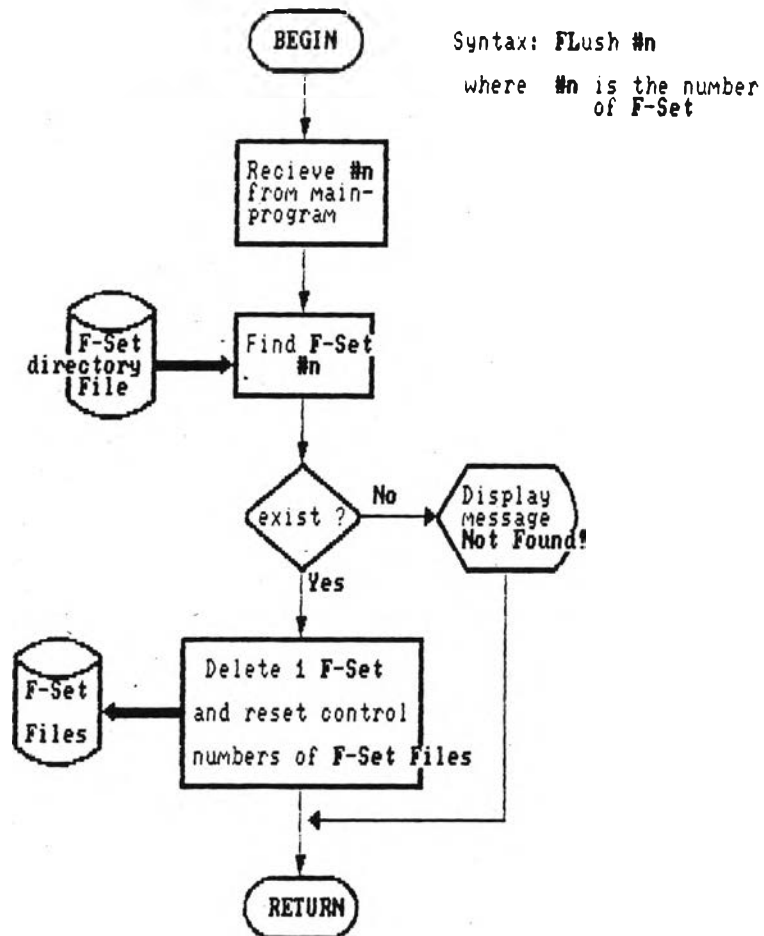 BEGIN
Syntax: FLush #n
where #n is the number
of F-Set
Recieve #n
from main-
program
F-Set
directory
File
Find F-Set
#n
exist ?
No
Display
message
Not Found!
Yes
F-Set
Files
Delete 1 F-Set
and reset control
numbers of F-Set Files
RETURN